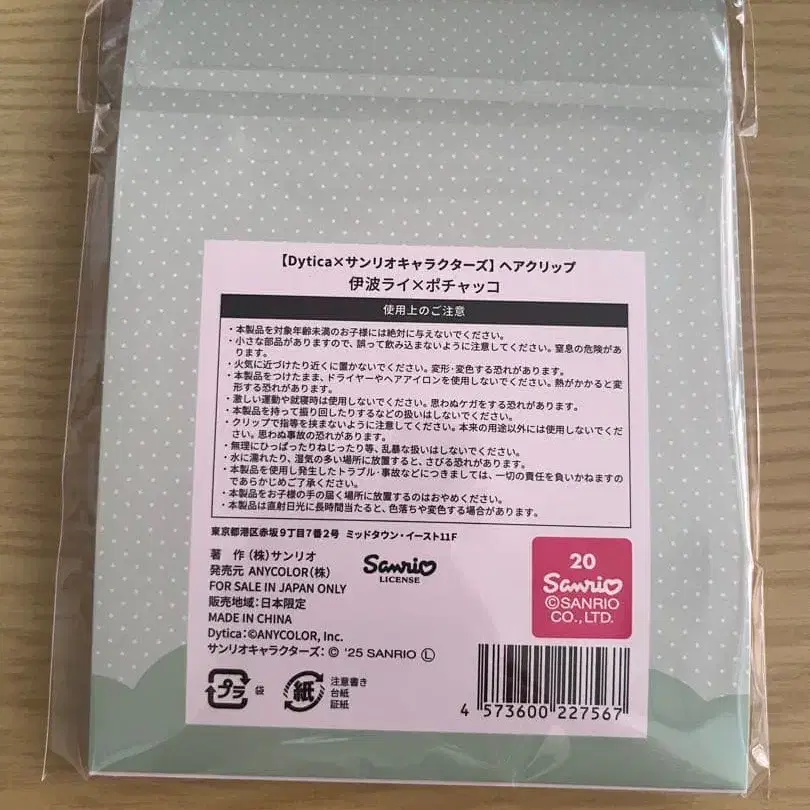 【Dytica×サンリオキャラクターズ】ヘアクリップ
伊波ライ×ポチャッコ
使用上のご注意
・本製品を対象年齢未満のお子様には絶対に与えないでください。
・小さな部品がありますので、誤って飲み込まないように注意してください。窒息の危険があ
ります。
・火気に近づけたり近くに置かないでください。変形・変色する恐れがあります。
・本製品をつけたまま、ドライヤーやヘアアイロンを使用しないでください。熱がかかると変
形する恐れがあります。
・激しい運動や就寝時は使用しないでください。思わぬケガをする恐れがあります。
・本製品を持って振り回したりするなどの扱いはしないでください。
・クリップで指等を挟まないように注意してください。本来の用途以外には使用しないでくだ
さい。思わぬ事故の恐れがあります。
・無理にひっぱったりねじったり等、乱暴な扱いはしないでください。
・水に濡れたり、湿気の多い場所に放置すると、さびる恐れがあります。
・本製品を使用し発生したトラブル・事故などにつきましては、一切の責任を負いかねますの
であらかじめご了承ください。
・本製品をお子様の手の届く場所に放置するのはおやめください。
・本製品は直射日光に長時間当たると、色落ちや変色する場合があります。
東京都港区赤坂9丁目7番2号 ミッドタウン・イースト11F
著 作 (株)サンリオ
発売元 ANYCOLOR(株)
FOR SALE IN JAPAN ONLY
販売地域:日本限定
MADE IN CHINA
Dytica:©ANYCOLOR, Inc.
サンリオキャラクターズ: © '25 SANRIO Ⓛ
Sanrio
LICENSE
20
Sanrio
©SANRIO
CO.,LTD.
プラ 袋
紙 注意書き
台紙
証紙
4 573600 227567